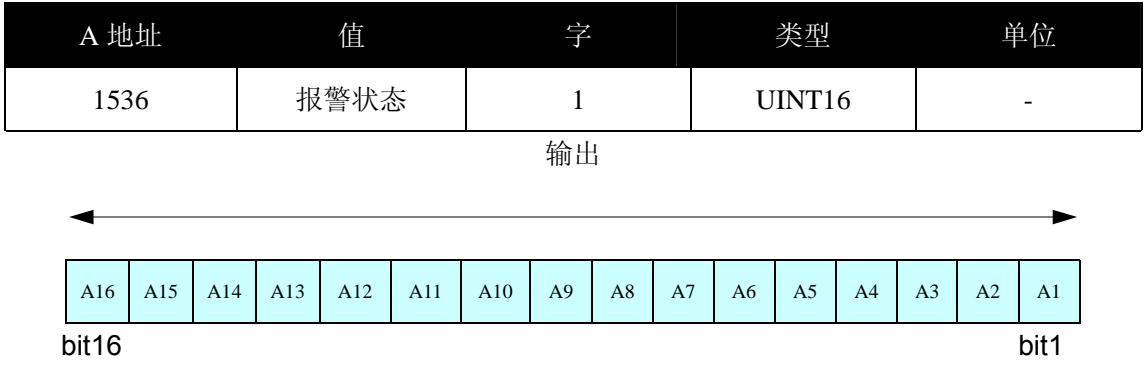 A 地址 值 字 类型 单位
1536 报警状态 1 UINT16 -
输出
A16 A15 A14 A13 A12 A11 A10 A9 A8 A7 A6 A5 A4 A3 A2 A1
bit16 bit1